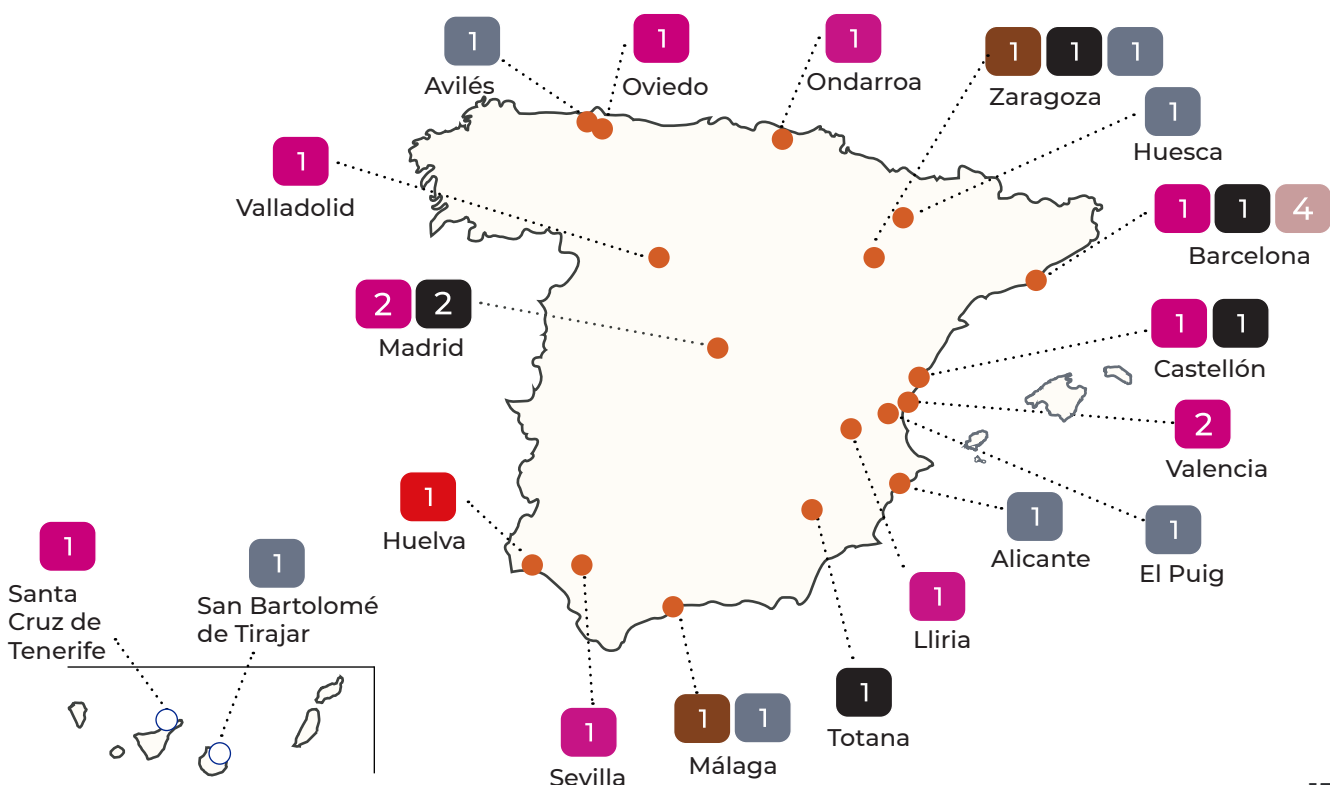 1
Avilés
1
Oviedo
1
Ondarroa
1 1 1
Zaragoza
1
Huesca
1
Valladolid
1 1 4
Barcelona
2 2
Madrid
1 1
Castellón
2
Valencia
1
Huelva
1
Alicante
1
El Puig
1
Santa
Cruz de
Tenerife
1
San Bartolomé
de Tirajar
1
Lliria
1
Totana
1
Sevilla
1 1
Málaga